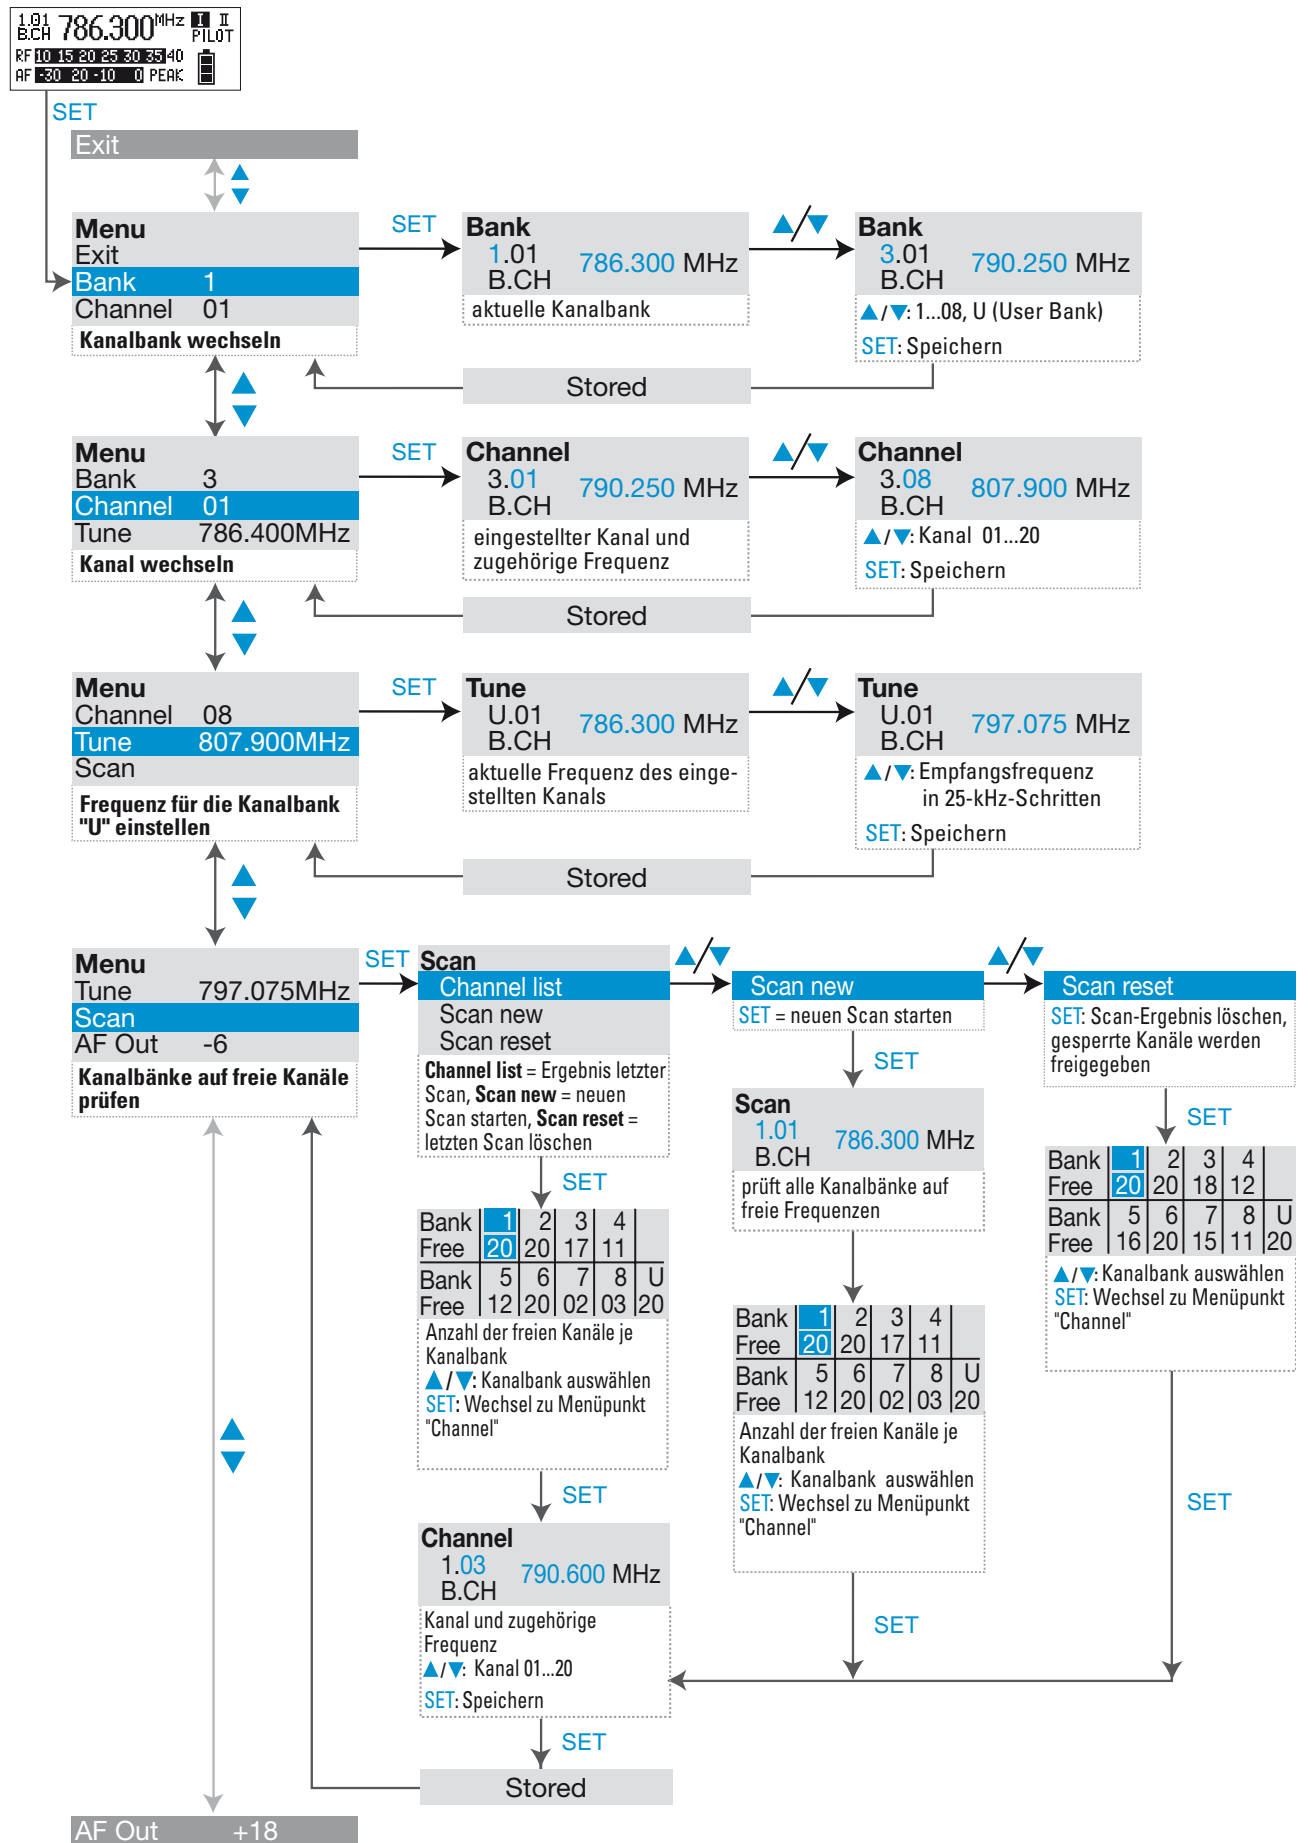 1.01 786.300 MHz I II
B.CH PILOT
RF 10 15 20 25 30 35 40
AF -30 20 -10 0 PEAK
SET
Exit
Menu
Exit
Bank 1
Channel 01
Kanalbank wechseln
SET
Bank
1.01 786.300 MHz
B.CH
aktuelle Kanalbank
Bank
3.01 790.250 MHz
B.CH
▲/▼: 1...08, U (User Bank)
SET: Speichern
Stored
Menu
Bank 3
Channel 01
Tune 786.400MHz
Kanal wechseln
SET
Channel
3.01 790.250 MHz
B.CH
eingestellter Kanal und
zugehörige Frequenz
Channel
3.08 807.900 MHz
B.CH
▲/▼: Kanal 01...20
SET: Speichern
Stored
Menu
Channel 08
Tune 807.900MHz
Scan
Frequenz für die Kanalbank
"U" einstellen
SET
Tune
U.01 786.300 MHz
B.CH
aktuelle Frequenz des einge-
stellten Kanals
Tune
U.01 797.075 MHz
B.CH
▲/▼: Empfangsfrequenz
in 25-kHz-Schritten
SET: Speichern
Stored
Menu
Tune 797.075MHz
Scan
AF Out -6
Kanalbänke auf freie Kanäle
prüfen
SET
Scan
Channel list
Scan new
Scan reset
Channel list = Ergebnis letzter
Scan, Scan new = neuen
Scan starten, Scan reset =
letzten Scan löschen
SET
Bank 1 2 3 4
Free 20 20 17 11
Bank 5 6 7 8 U
Free 12 20 02 03 20
Anzahl der freien Kanäle je
Kanalbank
▲/▼: Kanalbank auswählen
SET: Wechsel zu Menüpunkt
"Channel"
SET
Channel
1.03 790.600 MHz
B.CH
Kanal und zugehörige
Frequenz
▲/▼: Kanal 01...20
SET: Speichern
SET
Stored
Scan new
SET = neuen Scan starten
SET
Scan
1.01 786.300 MHz
B.CH
prüft alle Kanalbänke auf
freie Frequenzen
Bank 1 2 3 4
Free 20 20 17 11
Bank 5 6 7 8 U
Free 12 20 02 03 20
Anzahl der freien Kanäle je
Kanalbank
▲/▼: Kanalbank auswählen
SET: Wechsel zu Menüpunkt
"Channel"
SET
Scan reset
SET: Scan-Ergebnis löschen,
gesperrte Kanäle werden
freigegeben
SET
Bank 1 2 3 4
Free 20 20 18 12
Bank 5 6 7 8 U
Free 16 20 15 11 20
▲/▼: Kanalbank auswählen
SET: Wechsel zu Menüpunkt
"Channel"
SET
AF Out +18